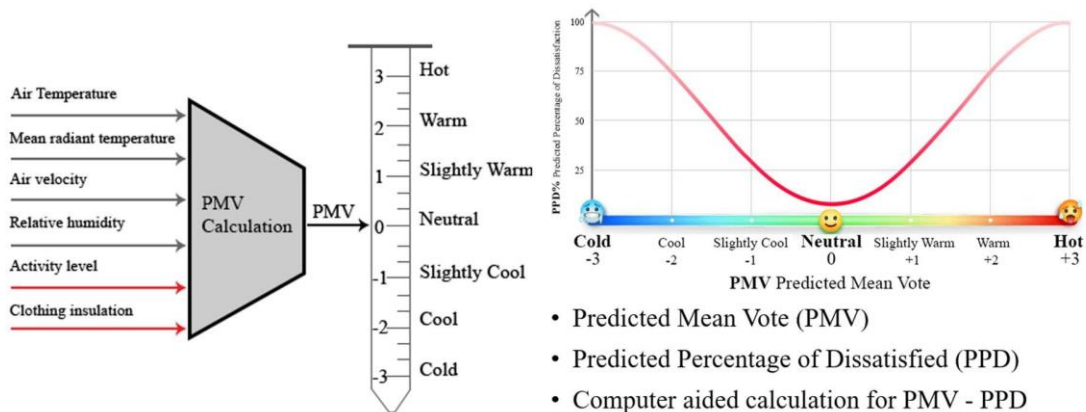 Air Temperature
Mean radiant temperature
Air velocity
Relative humidity
Activity level
Clothing insulation
PMV
Calculation
PMV
3 Hot
2 Warm
1 Slightly Warm
0 Neutral
-1 Slightly Cool
-2 Cool
-3 Cold
PPD% Predicted Percentage of Dissatisfaction
100
75
50
25
Cold Cool Slightly Cool Neutral Slightly Warm Warm Hot
-3 -2 -1 0 +1 +2 +3
PMV Predicted Mean Vote
• Predicted Mean Vote (PMV)
• Predicted Percentage of Dissatisfied (PPD)
• Computer aided calculation for PMV - PPD